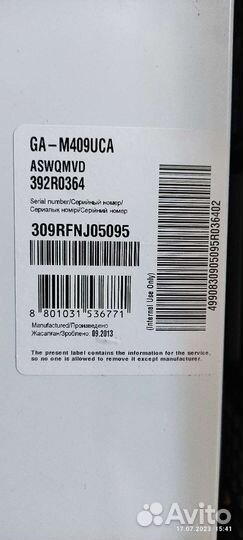 GA-M409UCA
ASWQMVD
392R0364
Serial number/Серийный номер/
Сериалық номір/Серийний номер
309RFNJ05095
8 801031 536771
Manufactured/Произведено
Жасалған/Зроблено: 09.2013
The present label contains the information for the service,
so no one is allowed to remove it except manufacturer.
(Internal Use Only)
4990830905095R036402
Avito
17.07.2023 15:41